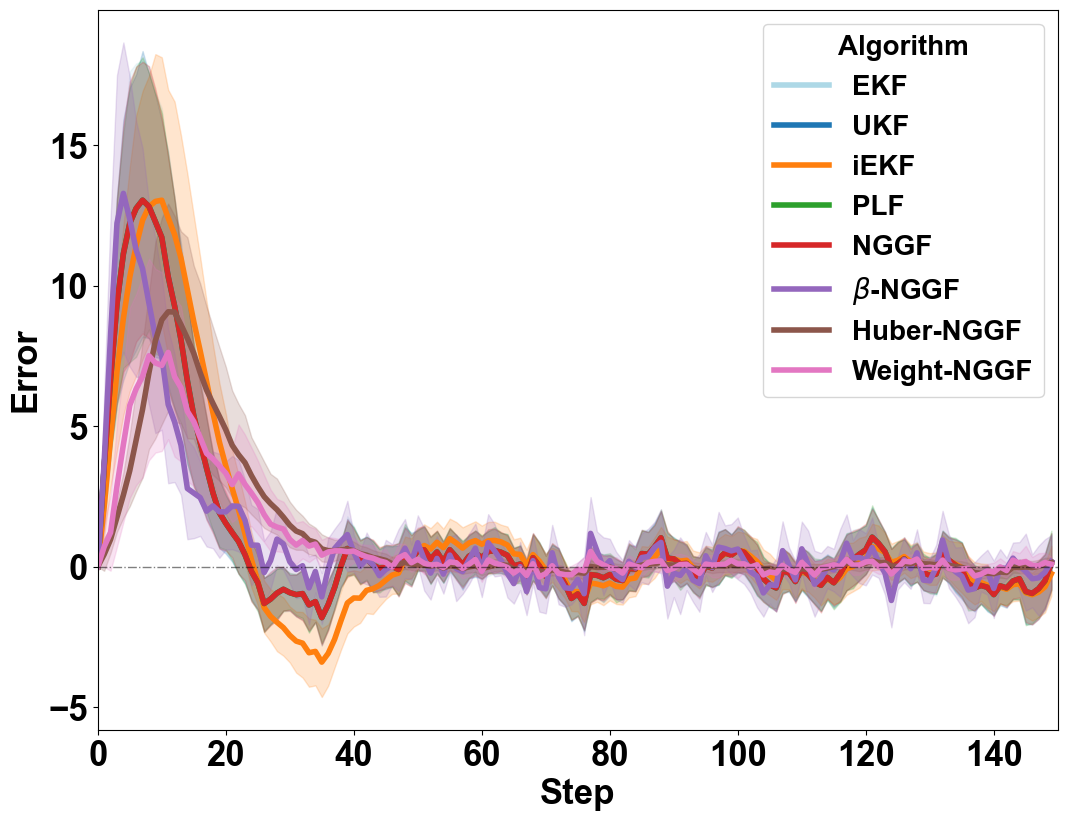 Algorithm
EKF
UKF
iEKF
PLF
NGGF
β-NGGF
Huber-NGGF
Weight-NGGF
Error
15
10
5
0
−5
0 20 40 60 80 100 120 140
Step